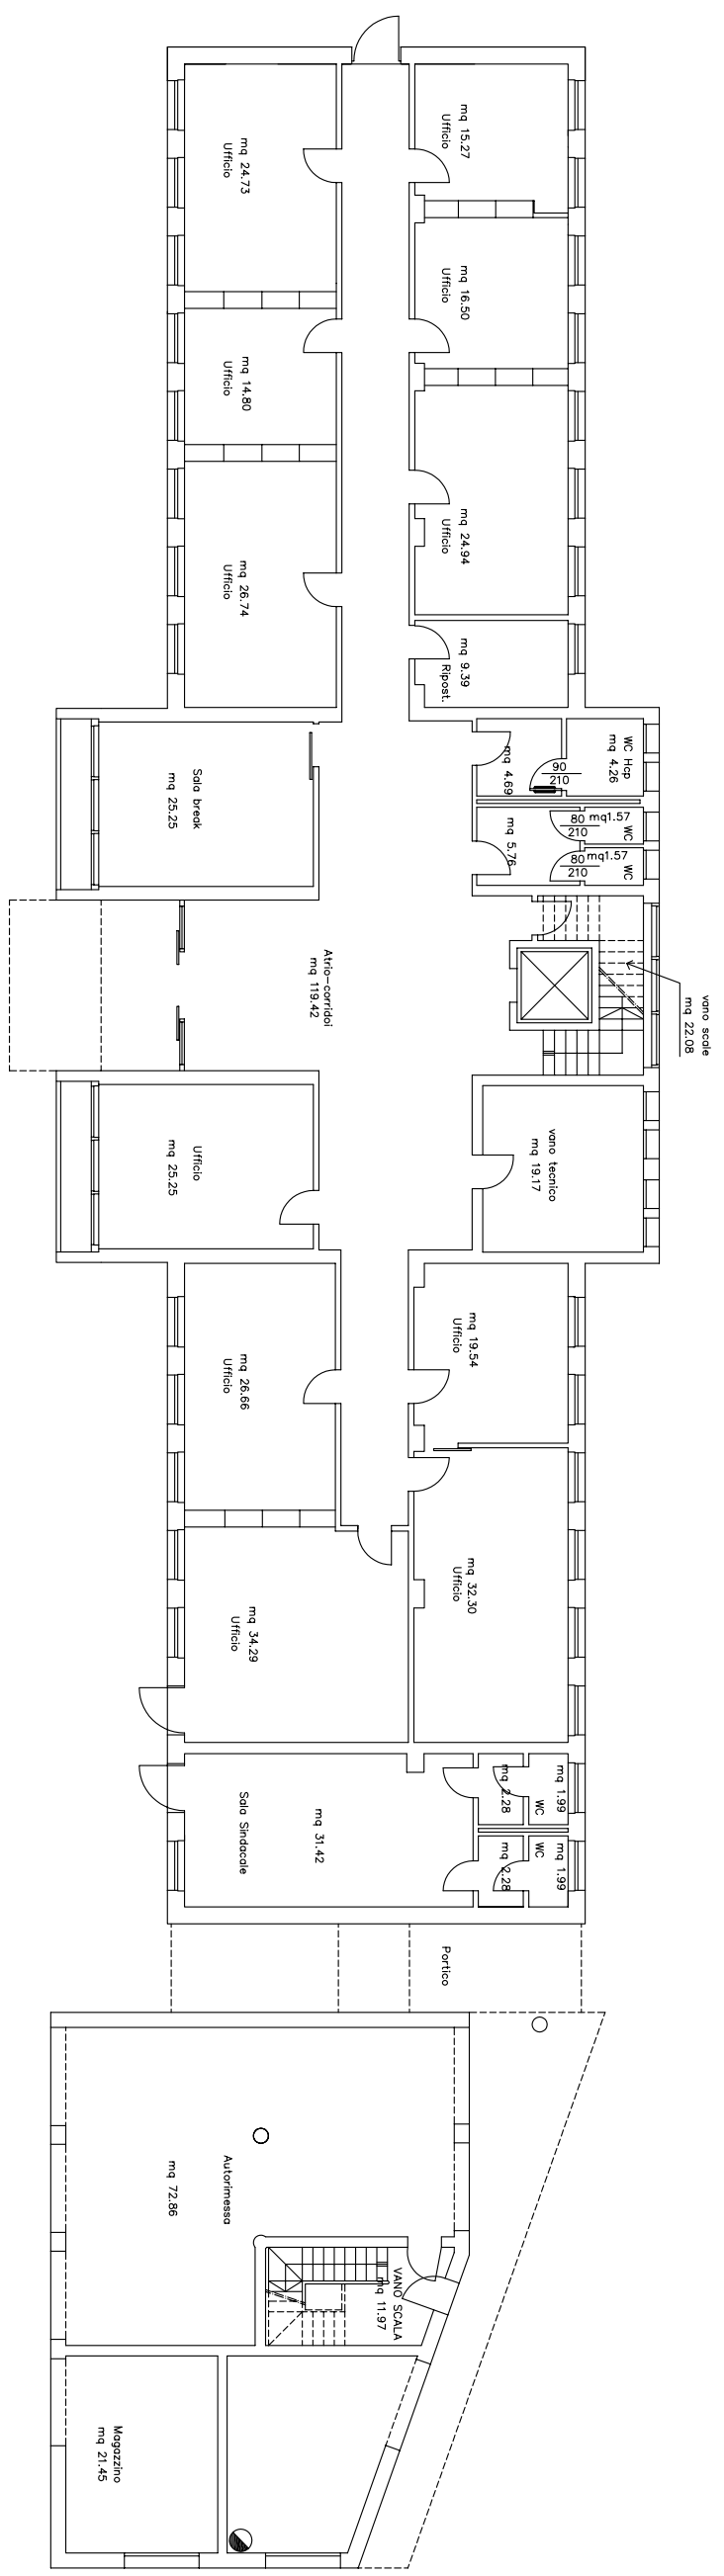 mq 15.27
Ufficio
mq 24.73
Ufficio
mq 16.50
Ufficio
mq 14.80
Ufficio
mq 24.94
Ufficio
mq 26.74
Ufficio
mq 9.39
Ripost.
WC Hcp
mq 4.26
90
210
mq 4.69
mq1.57
WC
80
210
mq1.57
WC
80
210
mq 5.76
Sala break
mq 25.25
Atrio-corridoi
mq 119.42
vano scale
mq 22.08
vano tecnico
mq 19.17
Ufficio
mq 25.25
mq 19.54
Ufficio
mq 26.66
Ufficio
mq 32.30
Ufficio
mq 34.29
Ufficio
mq 31.42
Sala Sindacale
mq 2.28
mq 1.99
WC
mq 2.28
mq 1.99
WC
Portico
Autorimessa
mq 72.86
VANO SCALA
mq 11.97
Magazzino
mq 21.45